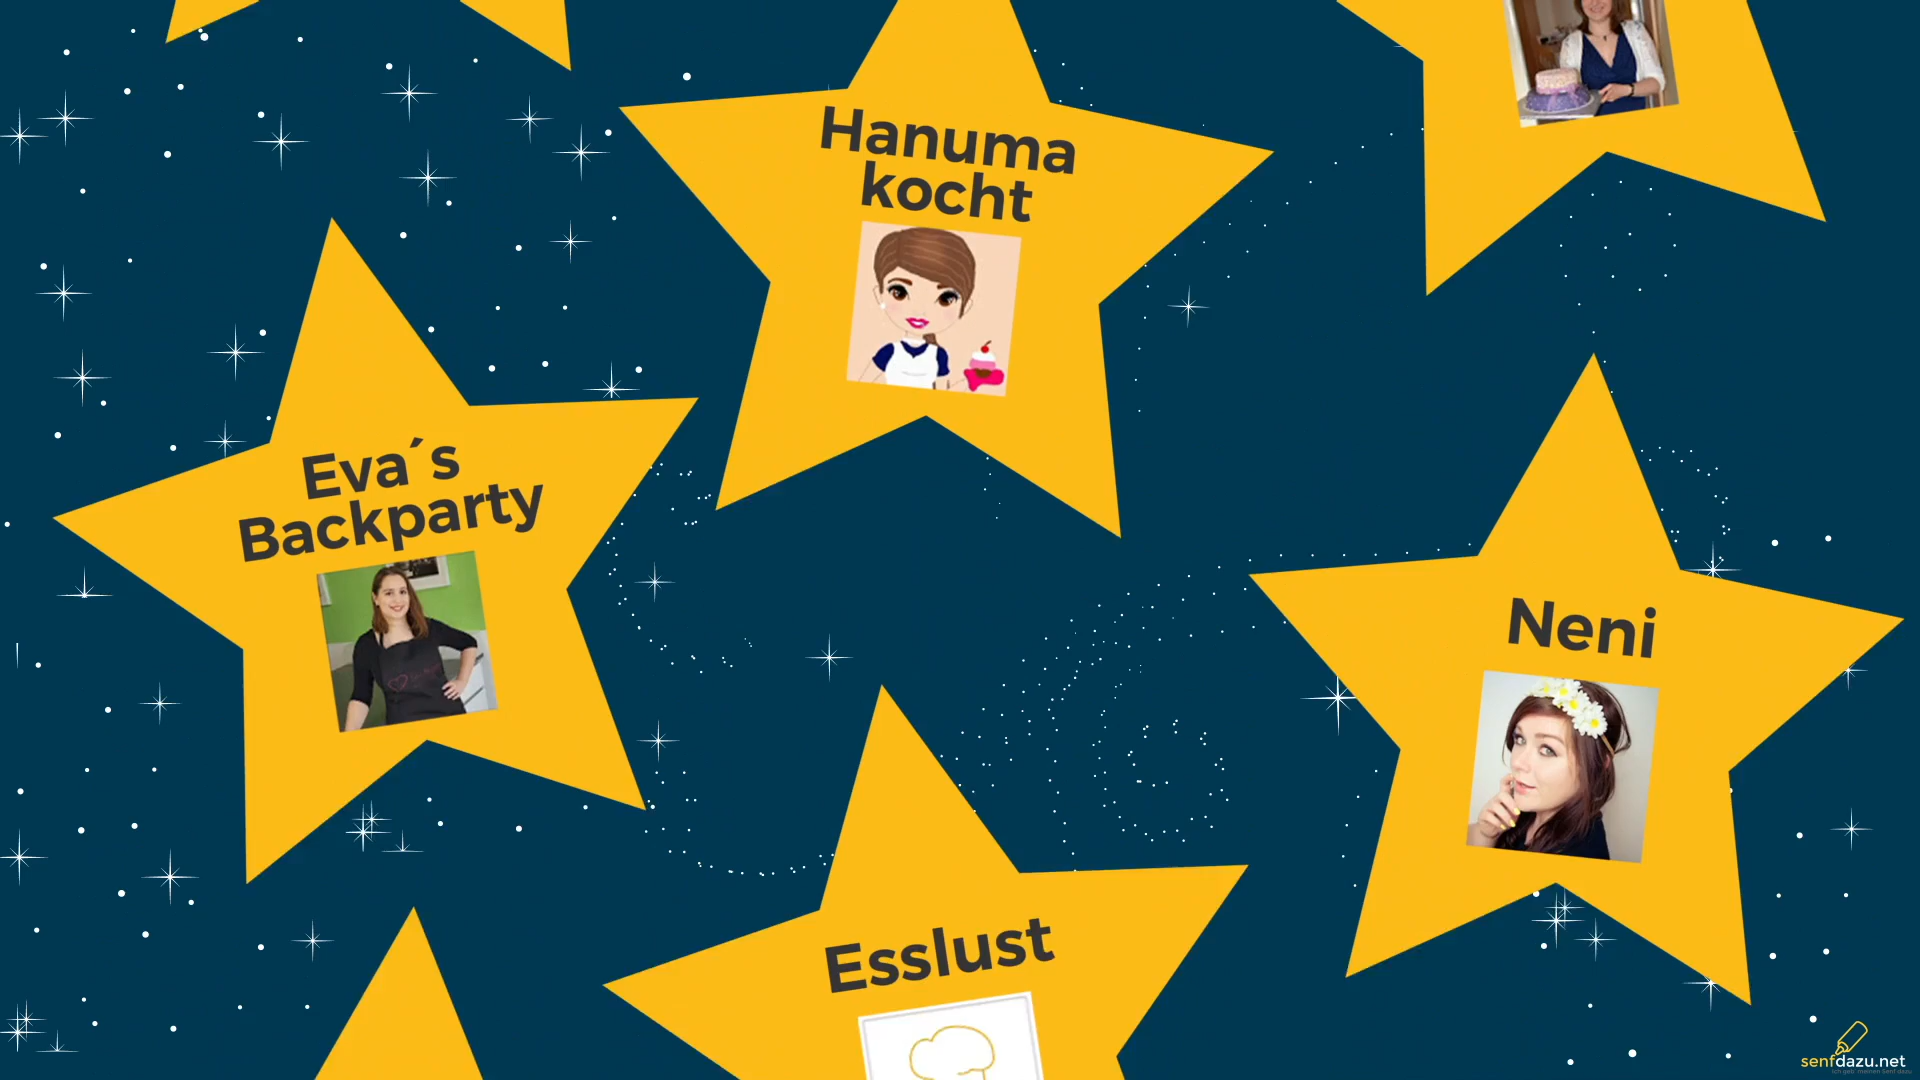 Hanuma
kocht
Eva´s
Backparty
Neni
Esslust
senfdazu.net